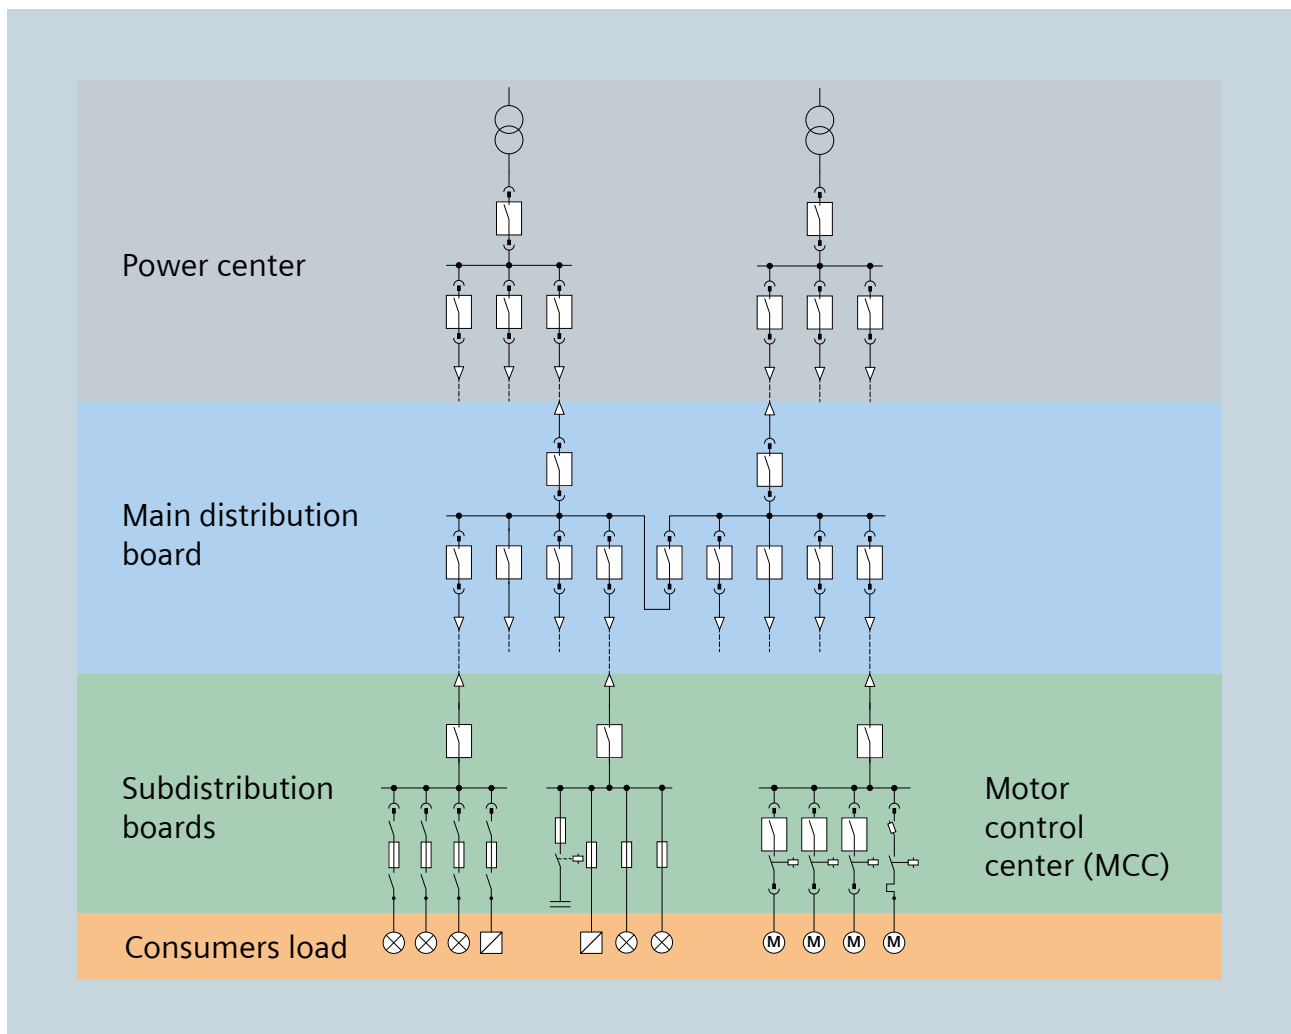 Power center
Main distribution
board
Subdistribution
boards
Motor
control
center (MCC)
Consumers load
M
M
M
M